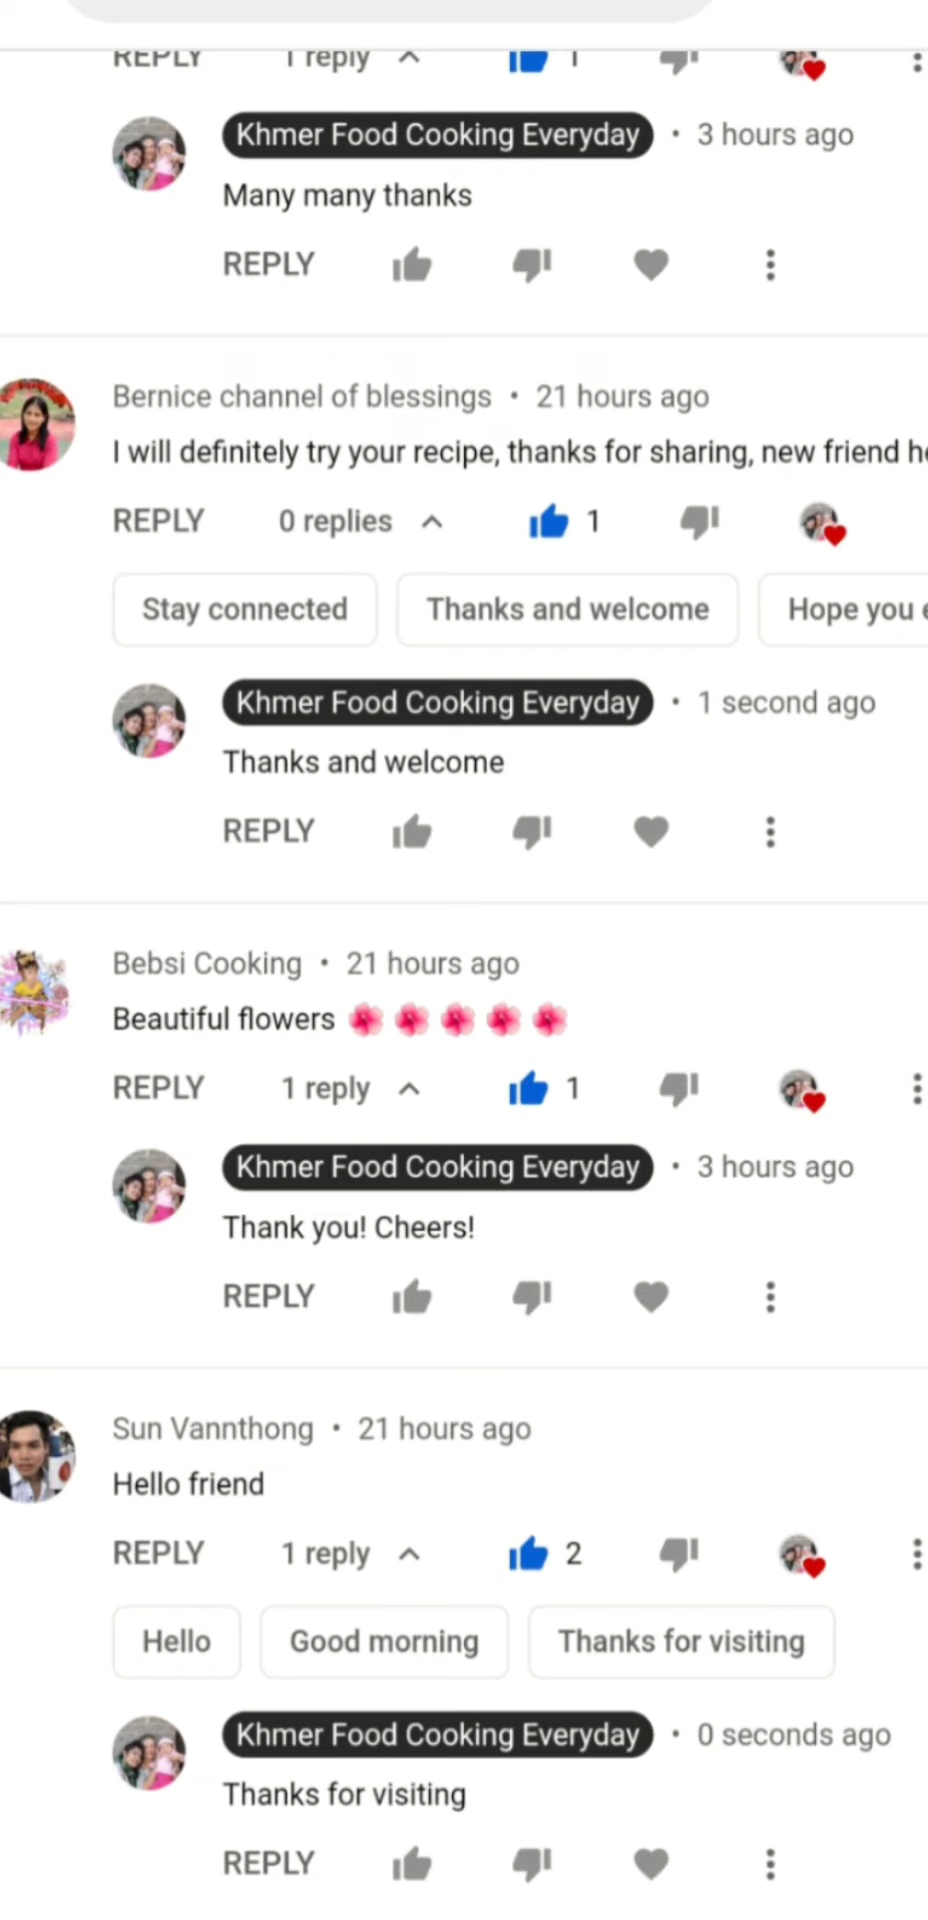 REPLY 1 reply 1
Khmer Food Cooking Everyday • 3 hours ago
Many many thanks
REPLY
Bernice channel of blessings • 21 hours ago
I will definitely try your recipe, thanks for sharing, new friend
REPLY 0 replies 1
Stay connected Thanks and welcome Hope you
Khmer Food Cooking Everyday • 1 second ago
Thanks and welcome
REPLY
Bebsi Cooking • 21 hours ago
Beautiful flowers 🌺 🌺 🌺 🌺 🌺
REPLY 1 reply 1
Khmer Food Cooking Everyday • 3 hours ago
Thank you! Cheers!
REPLY
Sun Vannthong • 21 hours ago
Hello friend
REPLY 1 reply 2
Hello Good morning Thanks for visiting
Khmer Food Cooking Everyday • 0 seconds ago
Thanks for visiting
REPLY